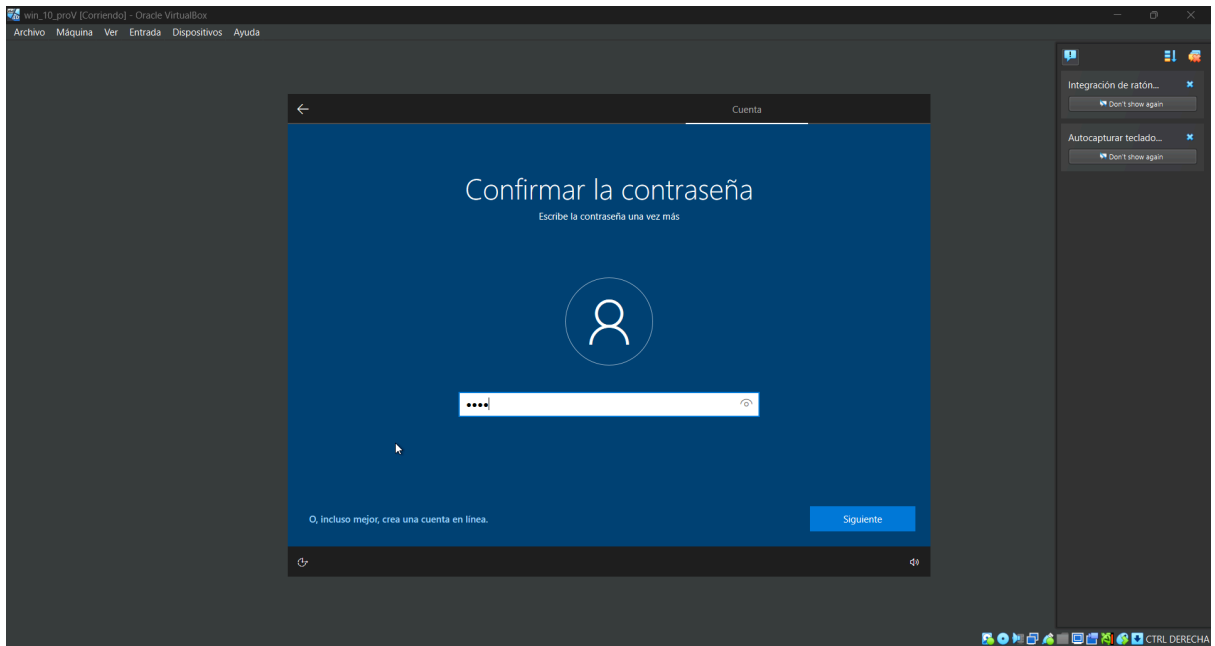 win_10_proV [Corriendo] - Oracle VirtualBox
Archivo Máquina Ver Entrada Dispositivos Ayuda
Integración de ratón...
Don't show again
Autocapturar teclado...
Don't show again
Cuenta
Confirmar la contraseña
Escribe la contraseña una vez más
O, incluso mejor, crea una cuenta en línea.
Siguiente
CTRL DERECHA